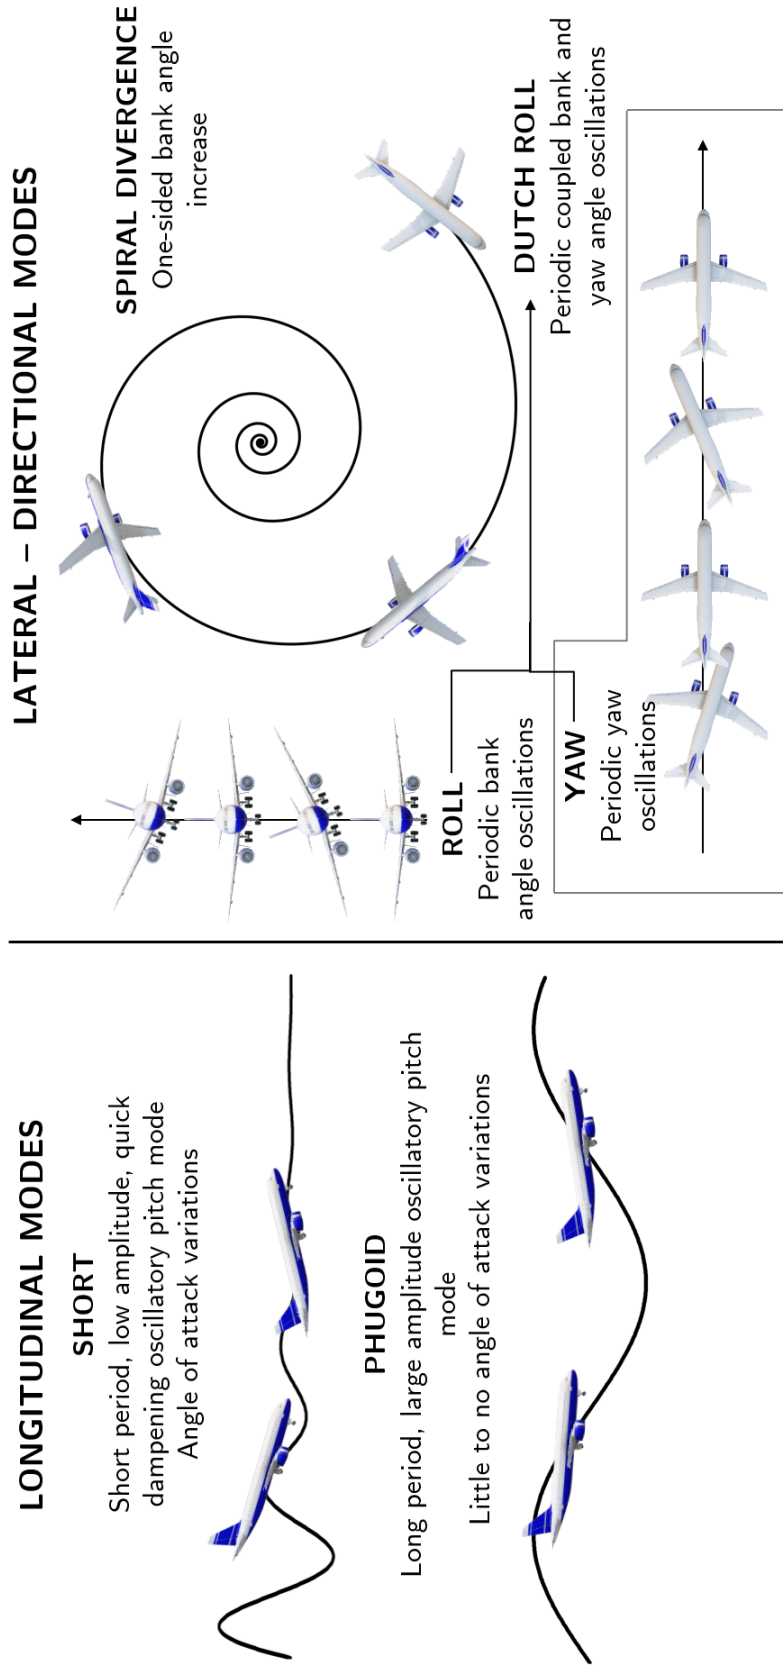 LONGITUDINAL MODES
SHORT
Short period, low amplitude, quick
dampening oscillatory pitch mode
Angle of attack variations
PHUGOID
Long period, large amplitude oscillatory pitch
mode
Little to no angle of attack variations
LATERAL – DIRECTIONAL MODES
SPIRAL DIVERGENCE
One-sided bank angle
increase
ROLL
Periodic bank
angle oscillations
YAW
Periodic yaw
oscillations
DUTCH ROLL
Periodic coupled bank and
yaw angle oscillations